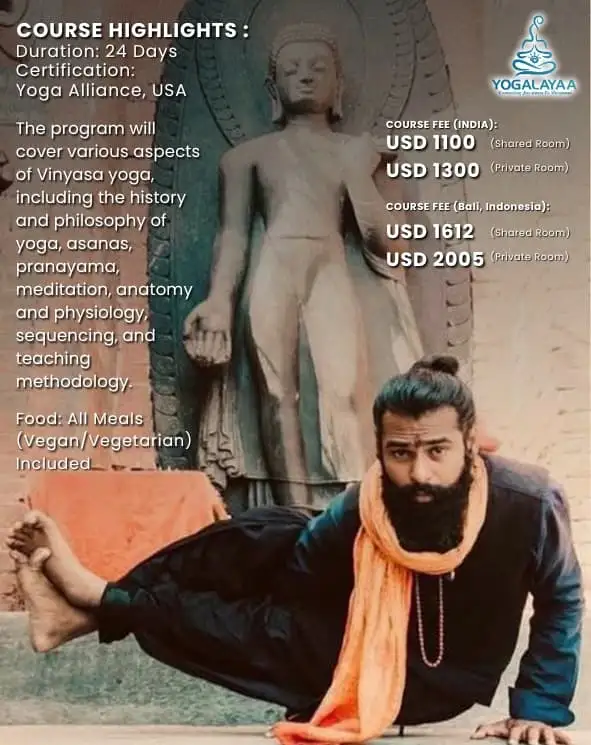 COURSE HIGHLIGHTS :
Duration: 24 Days
Certification:
Yoga Alliance, USA
The program will
cover various aspects
of Vinyasa yoga,
including the history
and philosophy of
yoga, asanas,
pranayama,
meditation, anatomy
and physiology,
sequencing, and
teaching
methodology.
Food: All Meals
(Vegan/Vegetarian)
Included
YOGALAYAA
COURSE FEE (INDIA):
USD 1100 (Shared Room)
USD 1300 (Private Room)
COURSE FEE (Bali, Indonesia):
USD 1612 (Shared Room)
USD 2005 (Private Room)